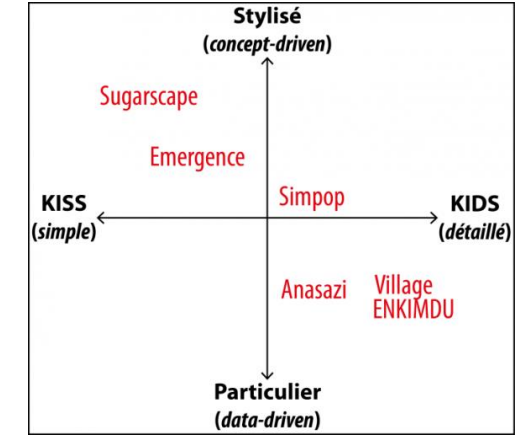 Stylisé
(concept-driven)
Sugarscape
Emergence
Simpop
KISS
(simple)
KIDS
(détaillé)
Anasazi
Village
ENKIMDU
Particulier
(data-driven)